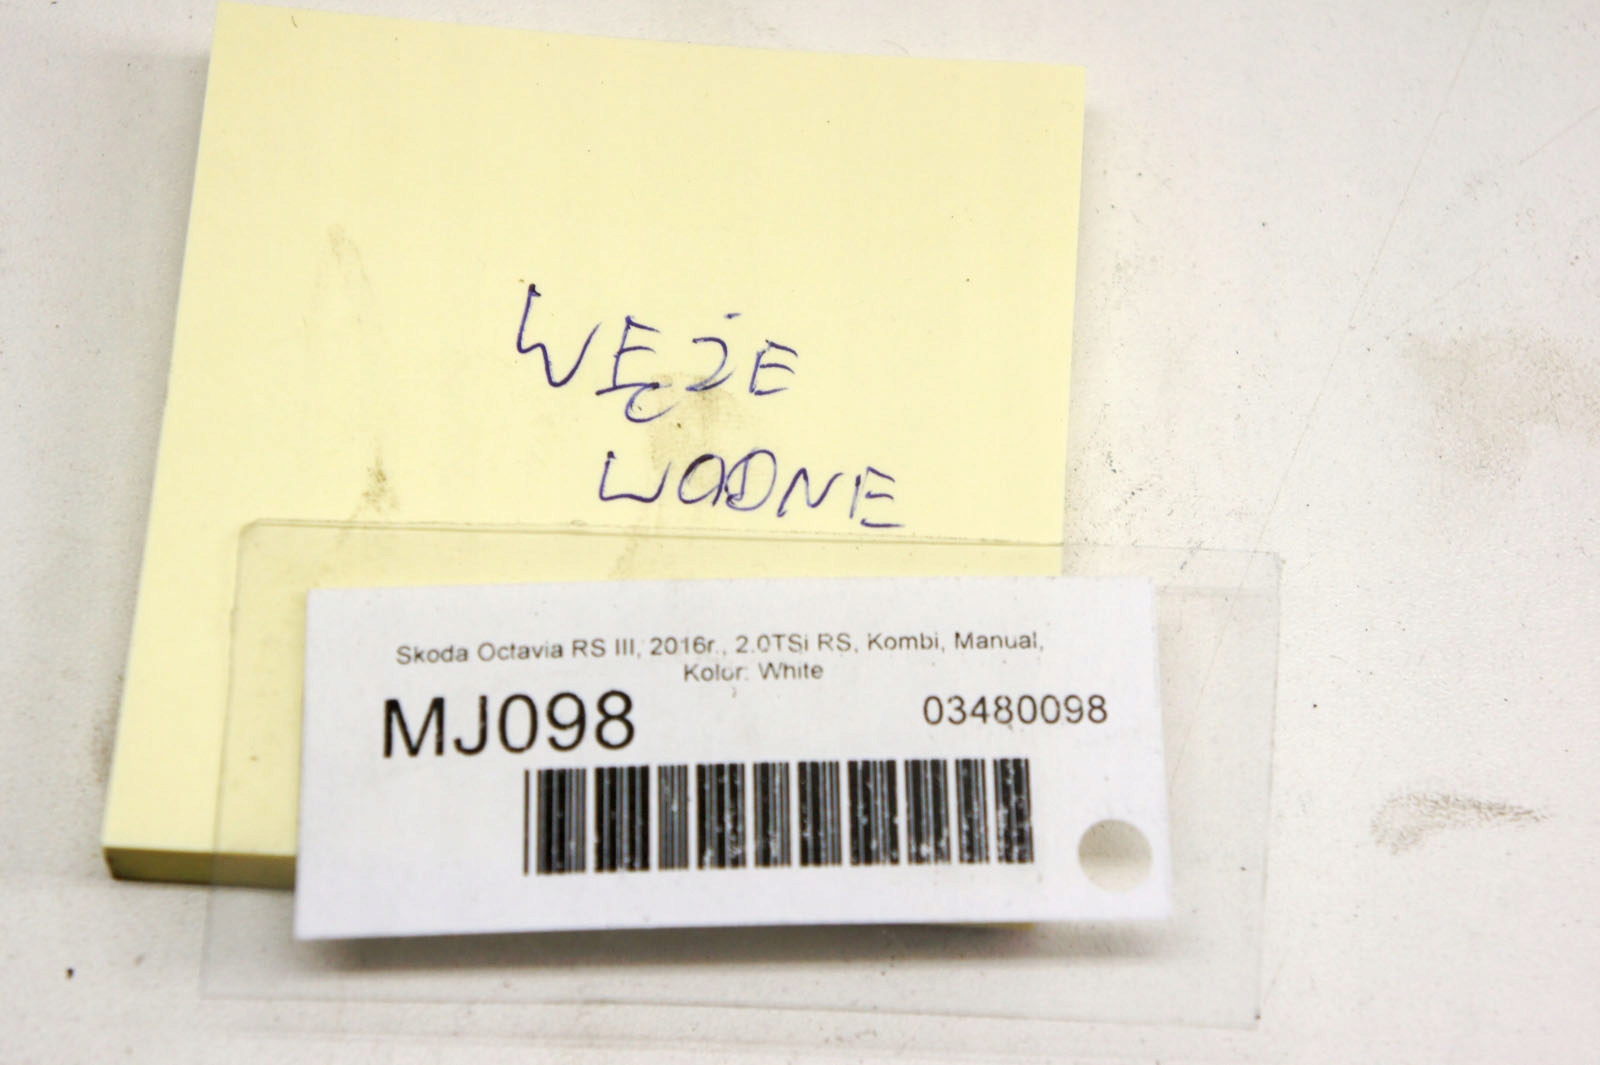 WĘŻE
WODNE
Skoda Octavia RS III, 2016r., 2.0TSi RS, Kombi, Manual,
Kolor: White
MJ098
03480098